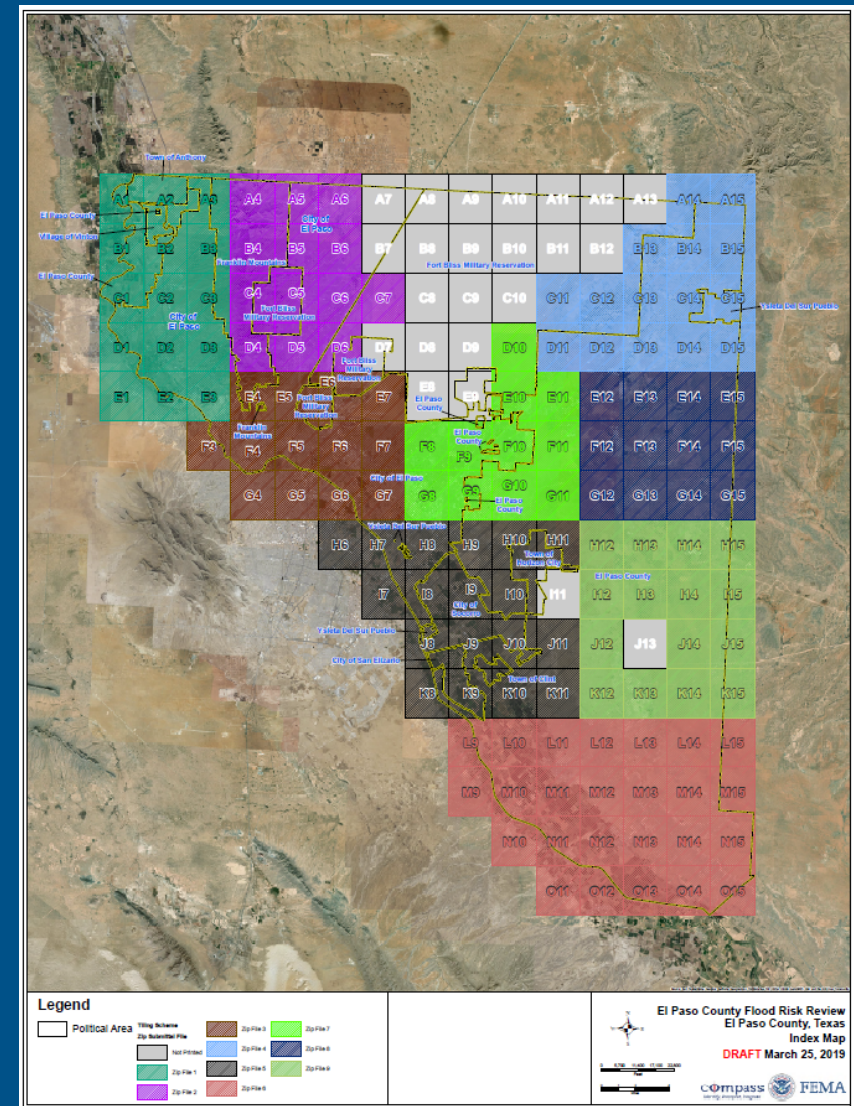 Town of Anthony
A1 A2 A3 A4 A5 A6 A7 A8 A9 A10 A11 A12 A13 A14 A15
El Paso County
City of
El Paso
Village of Vinton
B1 B2 B3 B4 B5 B6 B7 B8 B9 B10 B11 B12 B13 B14 B15
Franklin Mountains
Fort Bliss Military Reservation
El Paso County
C1 C2 C3 C4 C5 C6 C7 C8 C9 C10 C11 C12 C13 C14 C15
Ysleta Del Sur Pueblo
Fort Bliss
Military Reservation
City of
El Paso
D1 D2 D3 D4 D5 D6 D7 D8 D9 D10 D11 D12 D13 D14 D15
Fort Bliss
Military
Reservation
E1 E2 E3 E4 E5 E6 E7 E8 E9 E10 E11 E12 E13 E14 E15
Fort Bliss
Military
Reservation
El Paso
County
Franklin
Mountains
El Paso
County
F3 F4 F5 F6 F7 F8 F9 F10 F11 F12 F13 F14 F15
City of El Paso
G4 G5 G6 G7 G8 G9 G10 G11 G12 G13 G14 G15
El Paso
County
Ysleta Del Sur Pueblo
H6 H7 H8 H9 H10 H11 H12 H13 H14 H15
Town of
Horizon City
El Paso County
I7 I8 I9 I10 I11 I12 I13 I14 I15
City of
Socorro
Ysleta Del Sur Pueblo
J8 J9 J10 J11 J12 J13 J14 J15
City of San Elizario
Town of Clint
K8 K9 K10 K11 K12 K13 K14 K15
L9 L10 L11 L12 L13 L14 L15
M9 M10 M11 M12 M13 M14 M15
N10 N11 N12 N13 N14 N15
O11 O12 O13 O14 O15
Legend
Political Area
Tiling Scheme
Zip Submittal File
Not Printed
Zip File 1
Zip File 2
Zip File 3
Zip File 4
Zip File 5
Zip File 6
Zip File 7
Zip File 8
Zip File 9
El Paso County Flood Risk Review
El Paso County, Texas
Index Map
DRAFT March 25, 2019
Feet
compass
FEMA